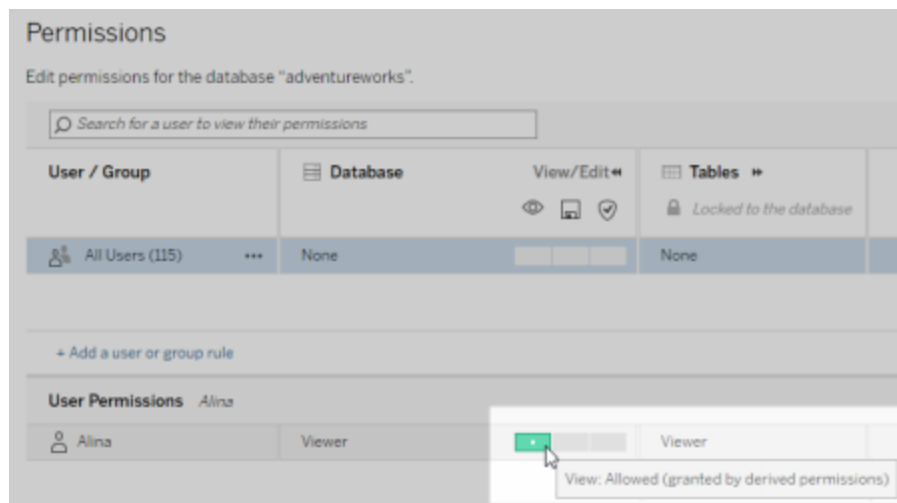 Permissions
Edit permissions for the database “adventureworks”.
Search for a user to view their permissions
User / Group Database View/Edit Tables
Locked to the database
All Users (115) ••• None None
+ Add a user or group rule
User Permissions Alina
Alina Viewer Viewer
View: Allowed (granted by derived permissions)